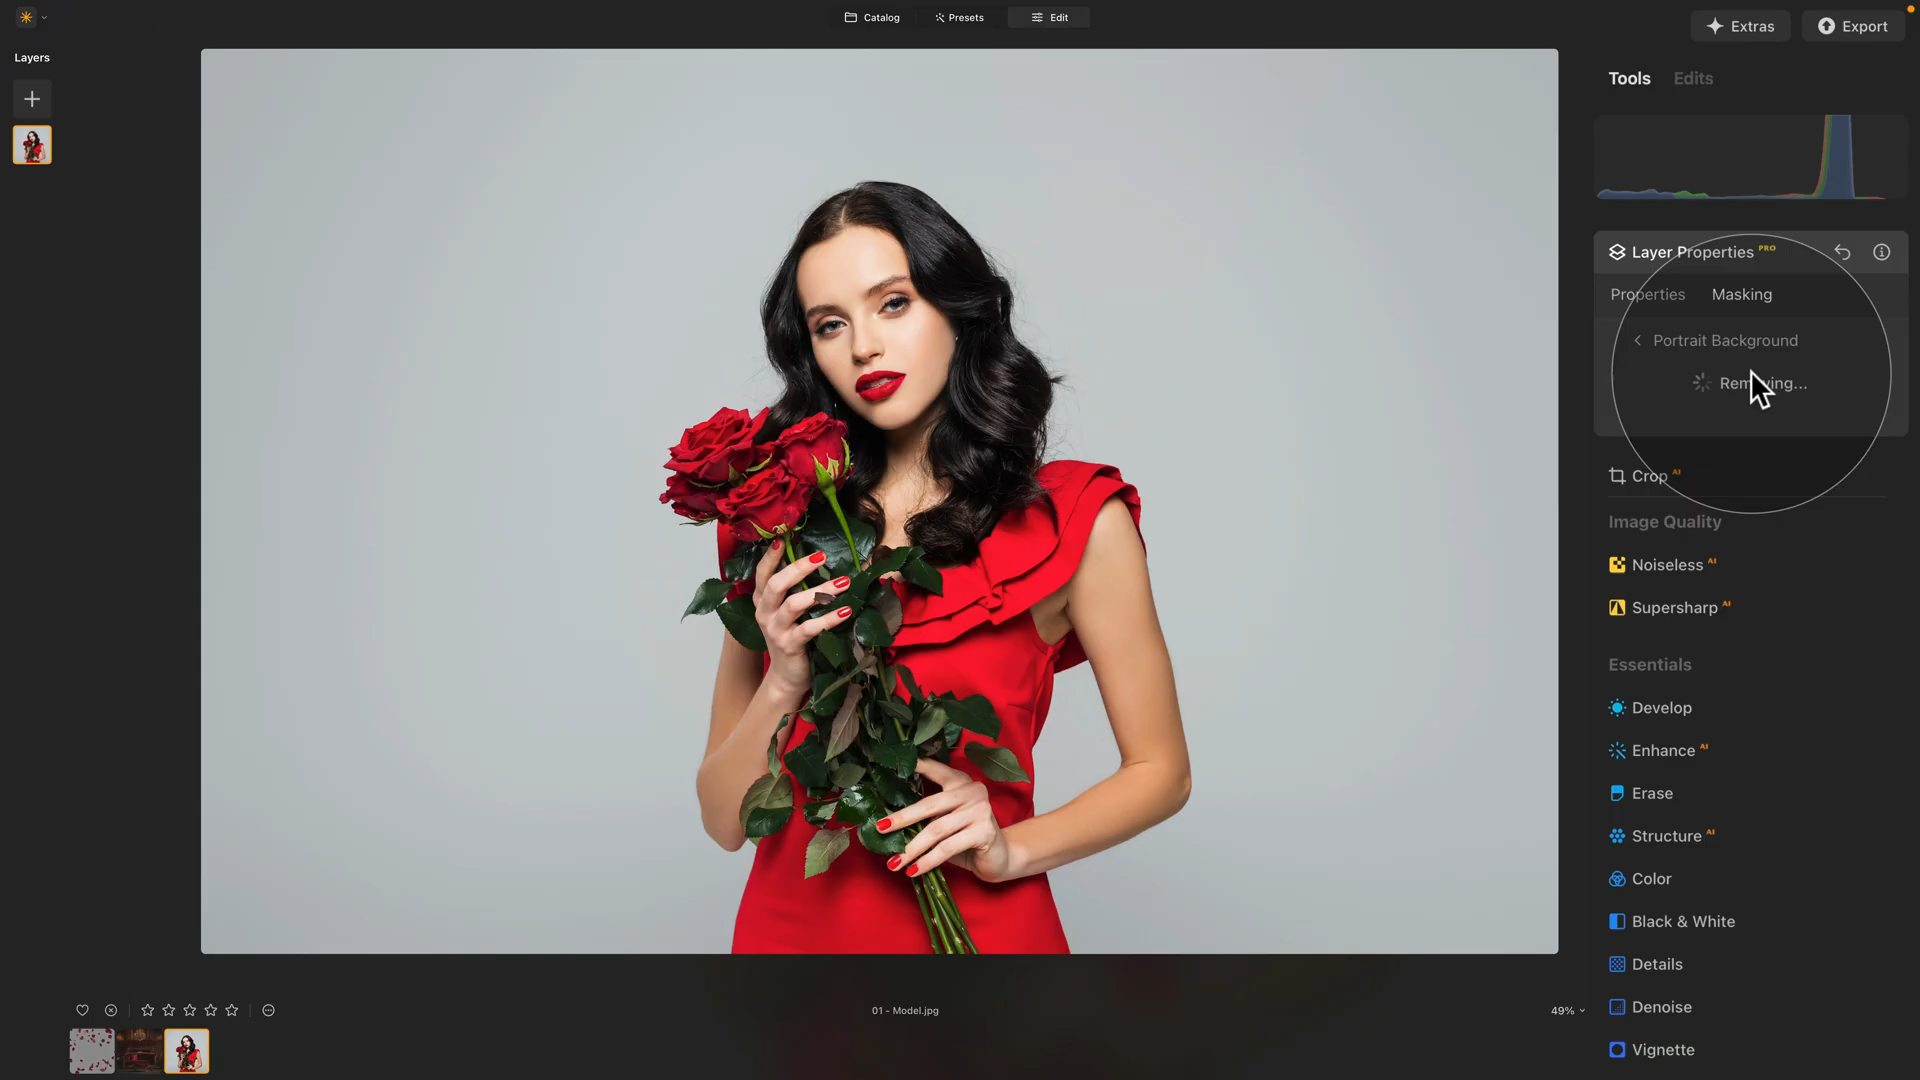 Catalog
Presets
Edit
Extras
Export
Layers
Tools
Edits
Layer Properties PRO
Properties
Masking
Portrait Background
Removing...
Crop AI
Image Quality
Noiseless AI
Supersharp AI
Essentials
Develop
Enhance AI
Erase
Structure AI
Color
Black & White
Details
Denoise
Vignette
01 - Model.jpg
49%